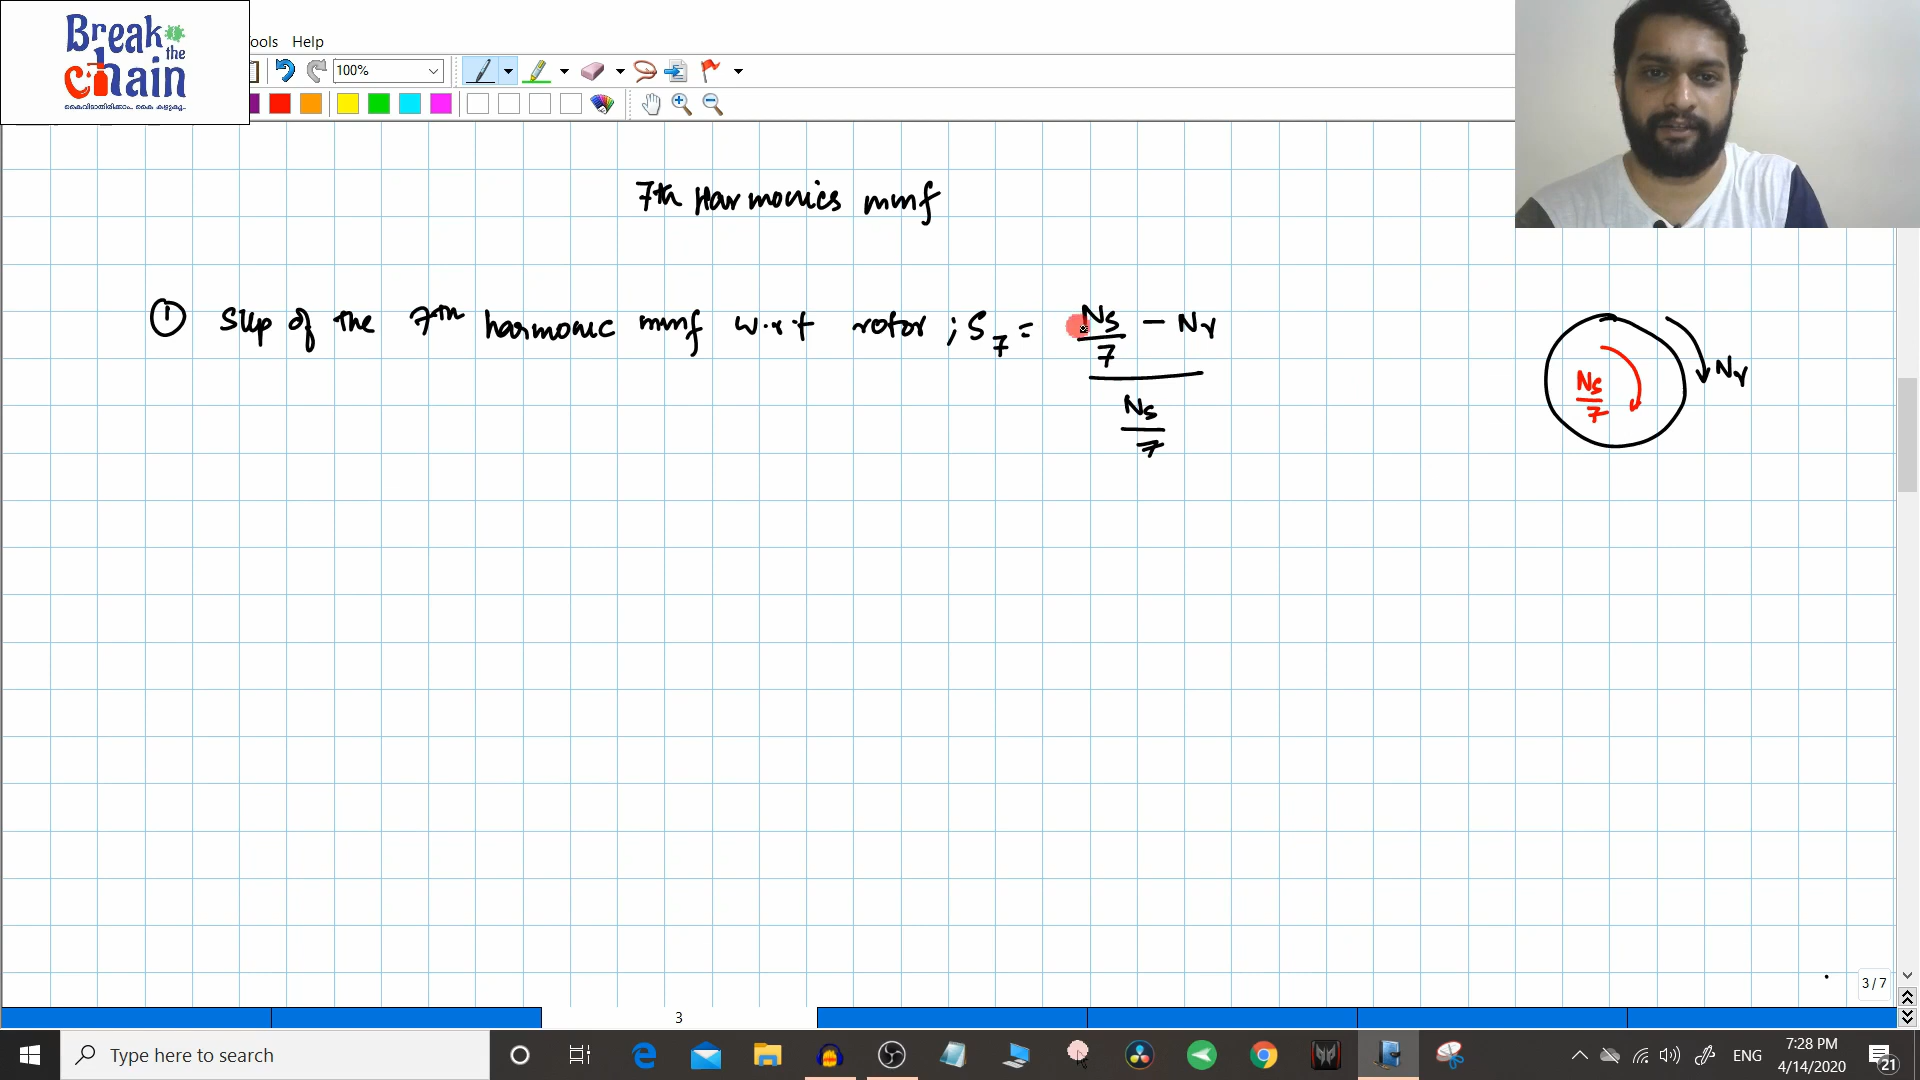 Break
the
chain
കൈവിടാതിരിക്കാം.. കൈ കഴുകൂ..
ools Help
100%
7th Harmonics mmf
① Slip of the 7th harmonic mmf w.r.t rotor ; S7 = Ns/7 - Nr
Ns/7
Ns/7
Nr
3 / 7
3
Type here to search
ENG
7:28 PM
4/14/2020
21